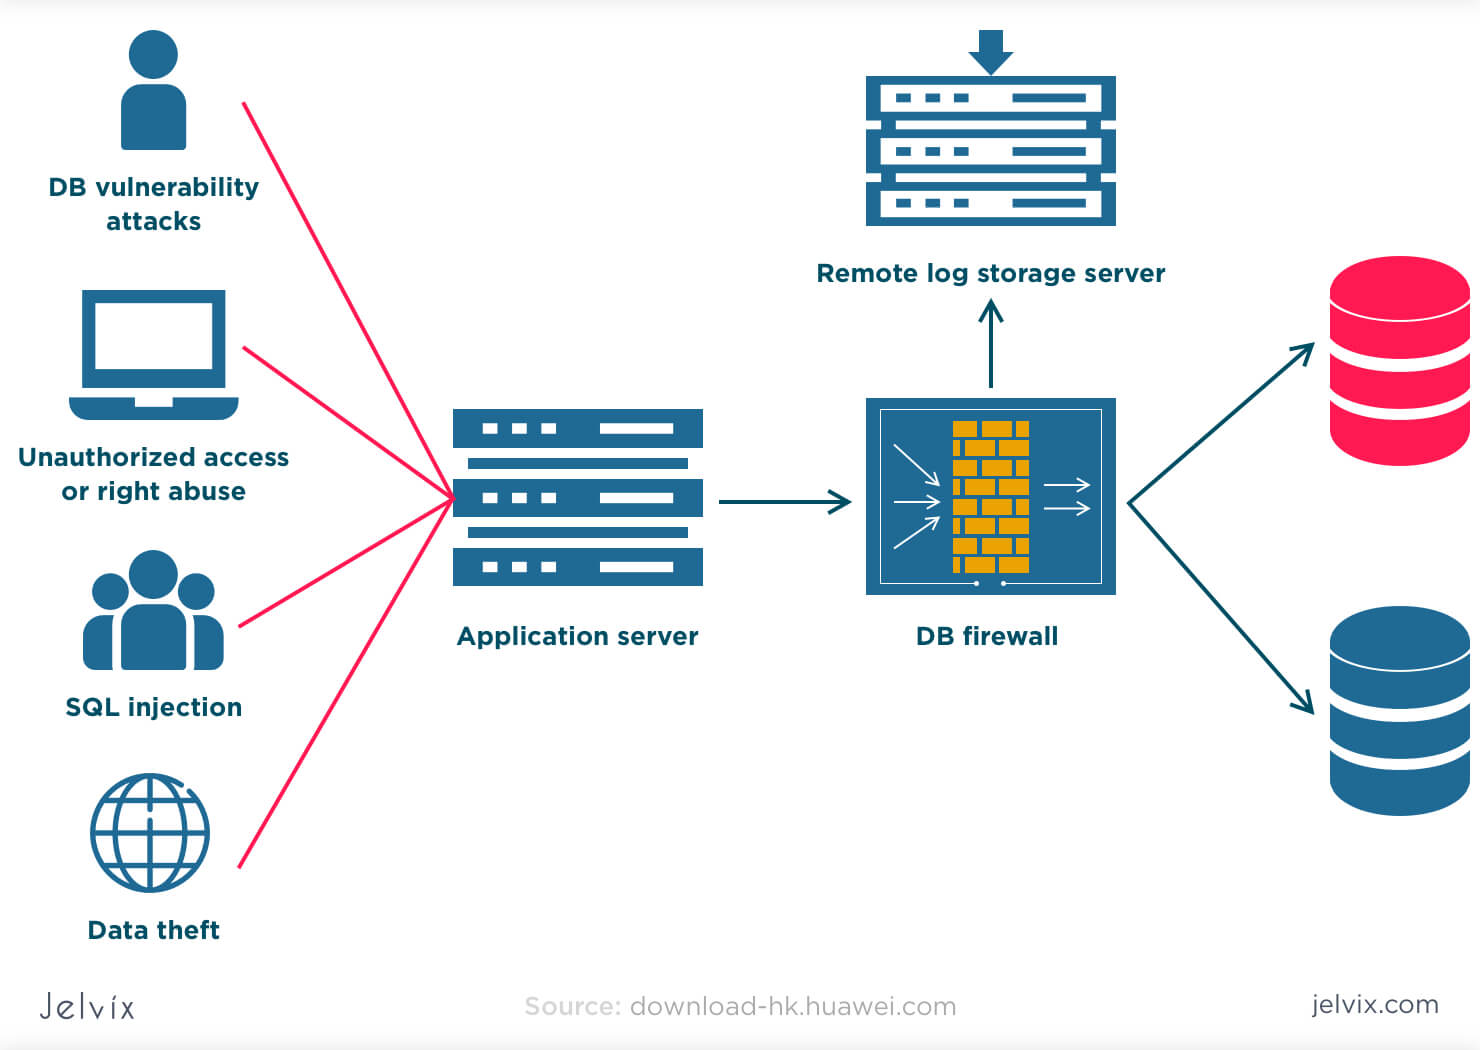 DB vulnerability
attacks
Unauthorized access
or right abuse
SQL injection
Data theft
Application server
Remote log storage server
DB firewall
Jelvix
Source: download-hk.huawei.com
jelvix.com